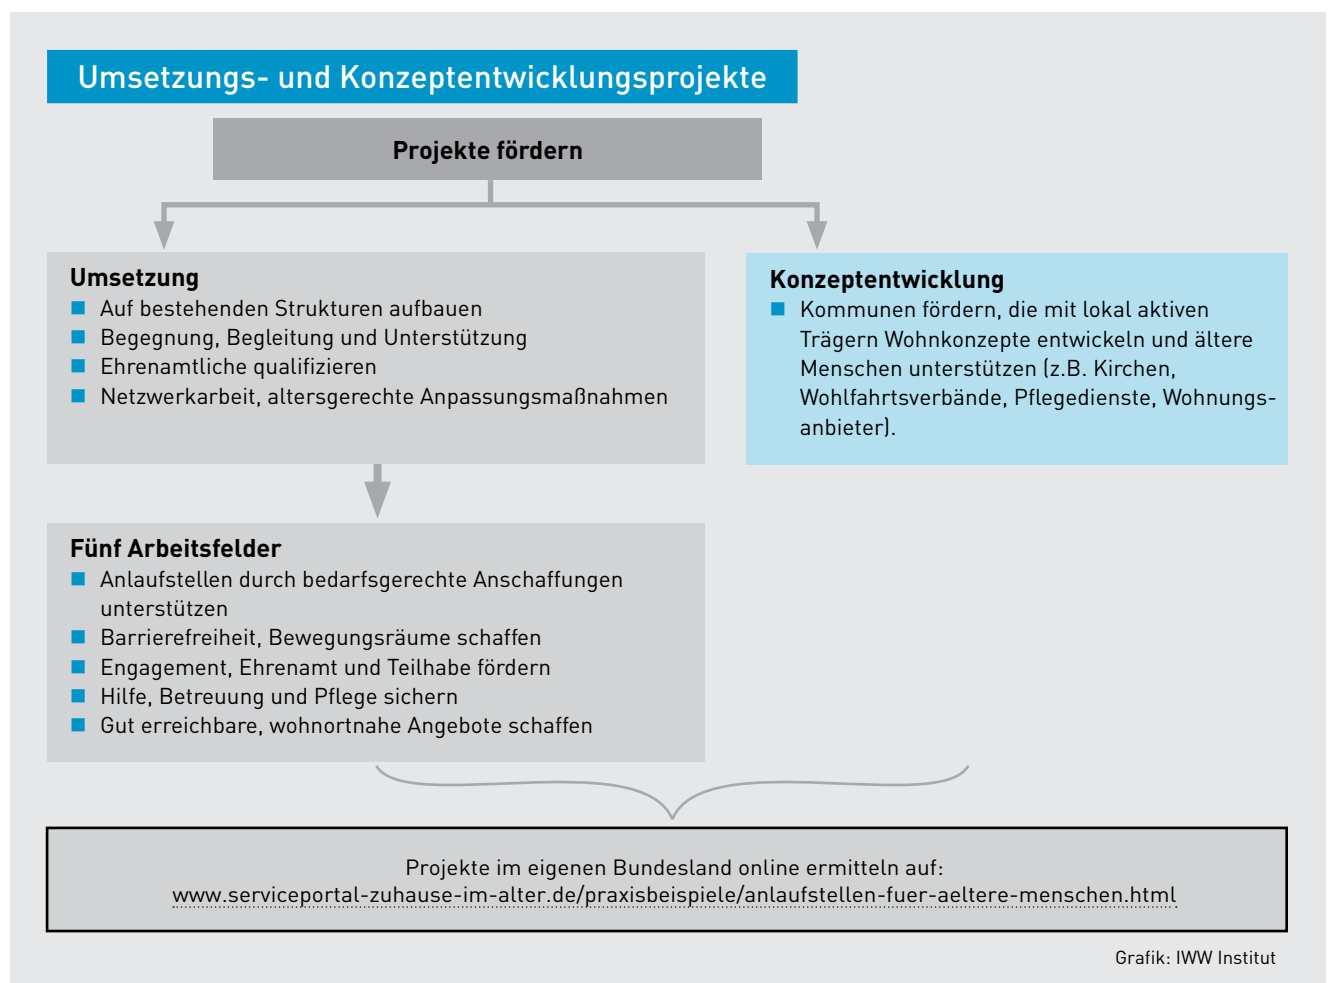 Umsetzungs- und Konzeptentwicklungsprojekte
Projekte fördern
Umsetzung
Auf bestehenden Strukturen aufbauen
Begegnung, Begleitung und Unterstützung
Ehrenamtliche qualifizieren
Netzwerkarbeit, altersgerechte Anpassungsmaßnahmen
Konzeptentwicklung
Kommunen fördern, die mit lokal aktiven
Trägern Wohnkonzepte entwickeln und ältere
Menschen unterstützen (z.B. Kirchen,
Wohlfahrtsverbände, Pflegedienste, Wohnungs-
anbieter).
Fünf Arbeitsfelder
Anlaufstellen durch bedarfsgerechte Anschaffungen
unterstützen
Barrierefreiheit, Bewegungsräume schaffen
Engagement, Ehrenamt und Teilhabe fördern
Hilfe, Betreuung und Pflege sichern
Gut erreichbare, wohnortnahe Angebote schaffen
Projekte im eigenen Bundesland online ermitteln auf:
www.serviceportal-zuhause-im-alter.de/praxisbeispiele/anlaufstellen-fuer-aeltere-menschen.html
Grafik: IWW Institut